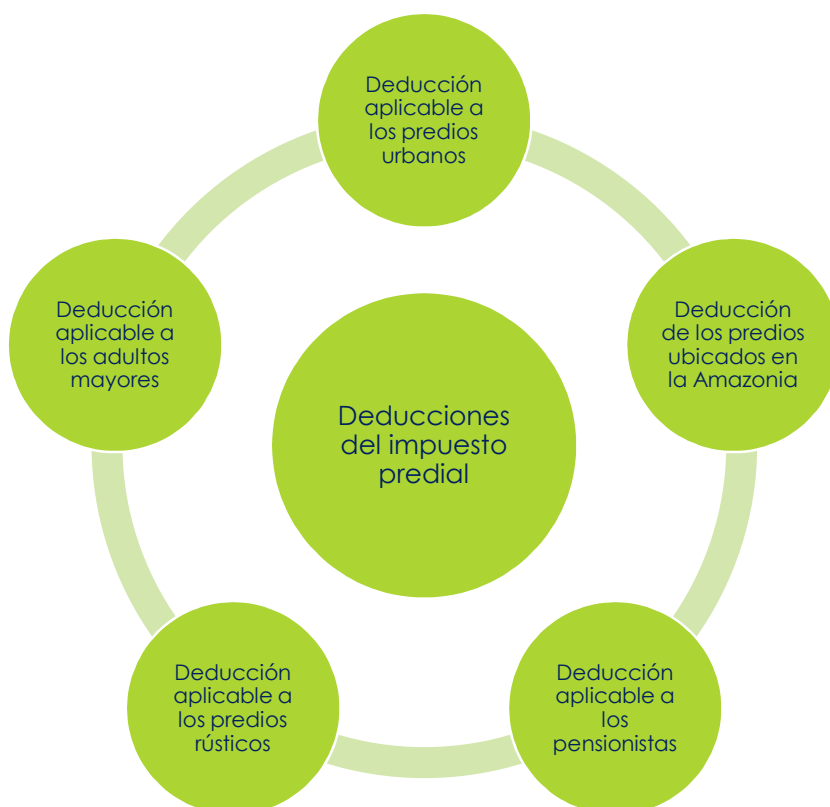 Deducción
aplicable a
los predios
urbanos
Deducción
de los predios
ubicados en
la Amazonia
Deducción
aplicable a
los
pensionistas
Deducción
aplicable a
los predios
rústicos
Deducción
aplicable a
los adultos
mayores
Deducciones
del impuesto
predial